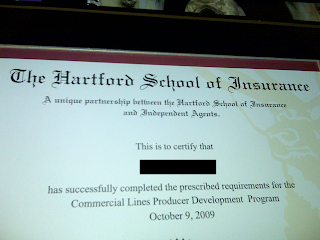 The Hartford School of Insurance
A unique partnership between the Hartford School of Insurance
and Independent Agents.
This is to certify that
has successfully completed the prescribed requirements for the
Commercial Lines Producer Development Program
October 9, 2009